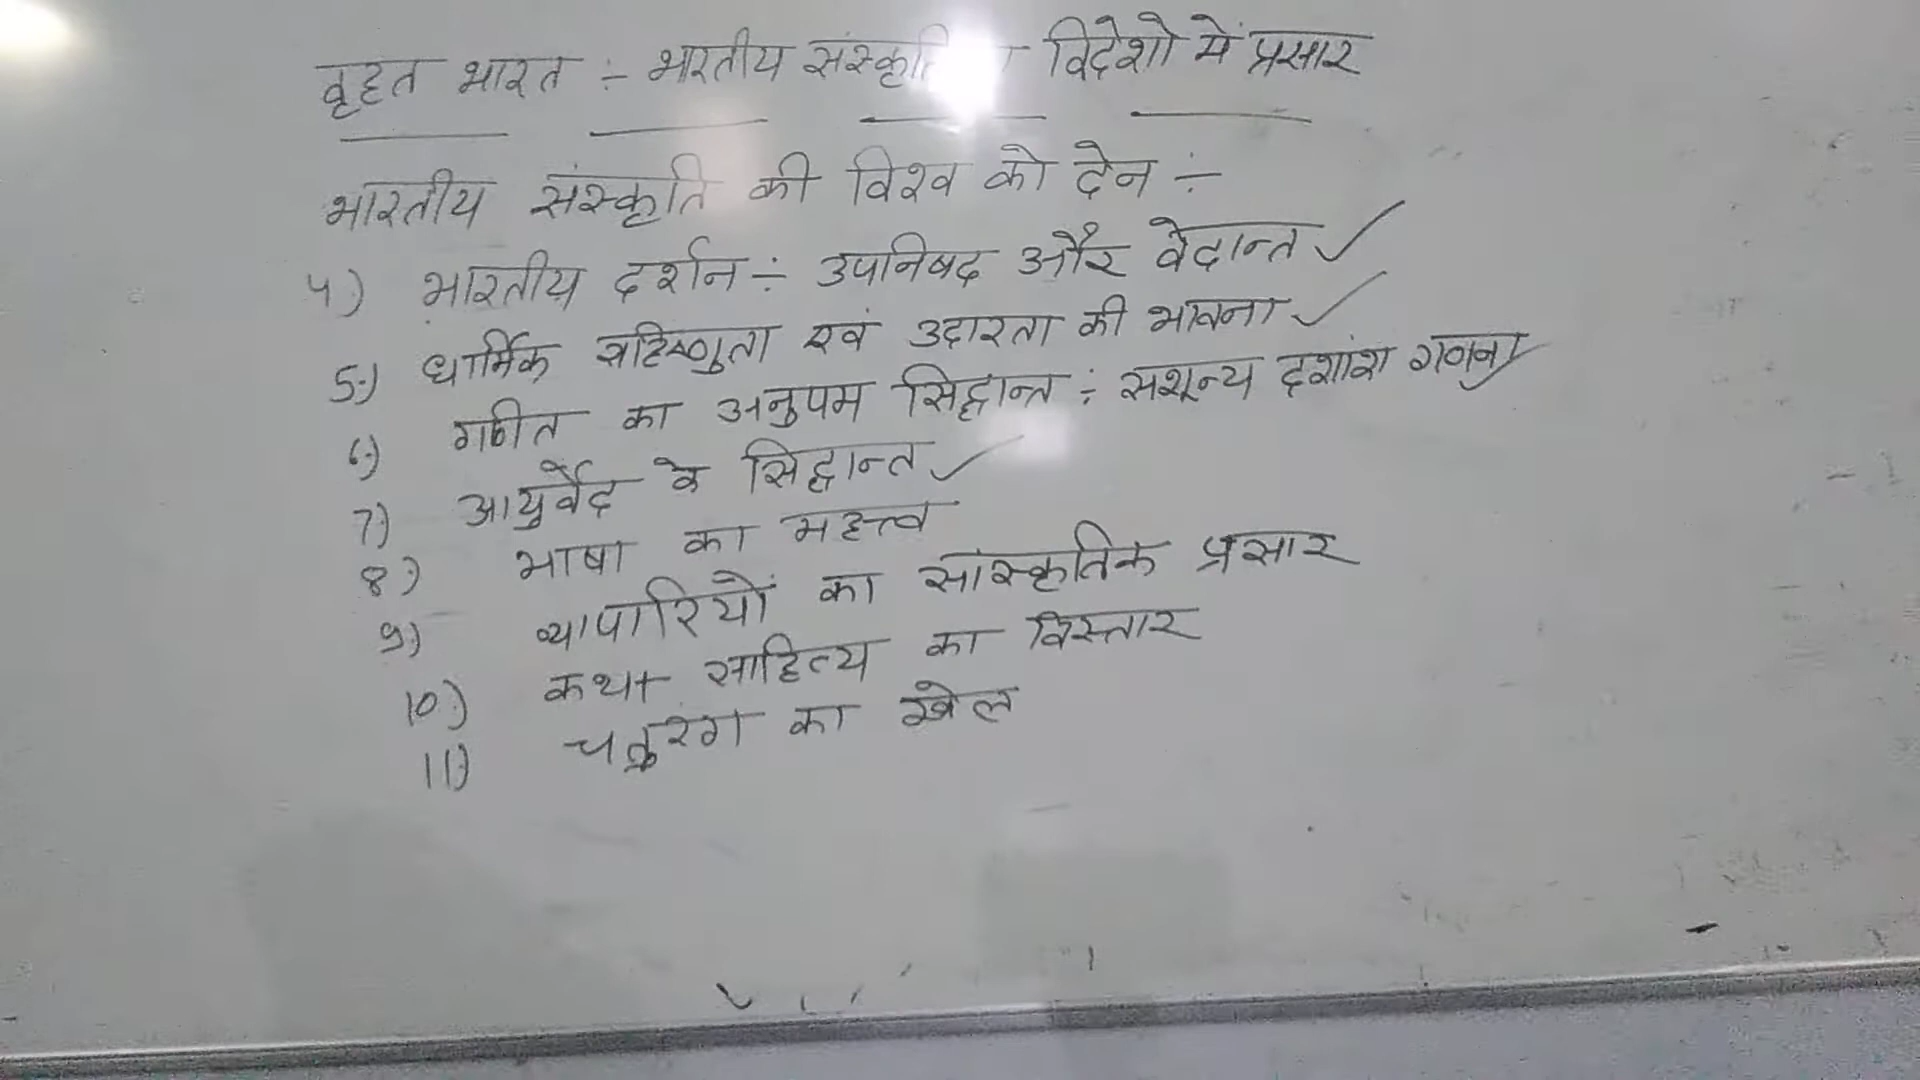 वृहत भारत :- भारतीय संस्कृति विदेशो में प्रसार
भारतीय संस्कृति की विश्व को देन :-
4) भारतीय दर्शन :- उपनिषद और वेदान्त ✓
5.) धार्मिक सहिष्णुता एवं उदारता की भावना ✓
6.) गणीत का अनुपम सिद्धान्त :- सशून्य दशांश गणना
7.) आयुर्वेद के सिद्धान्त ✓
8.) भाषा का महत्त्व
9.) व्यापारियों का सांस्कृतिक प्रसार
10.) कथा साहित्य का विस्तार
11.) चतुरंग का खेल